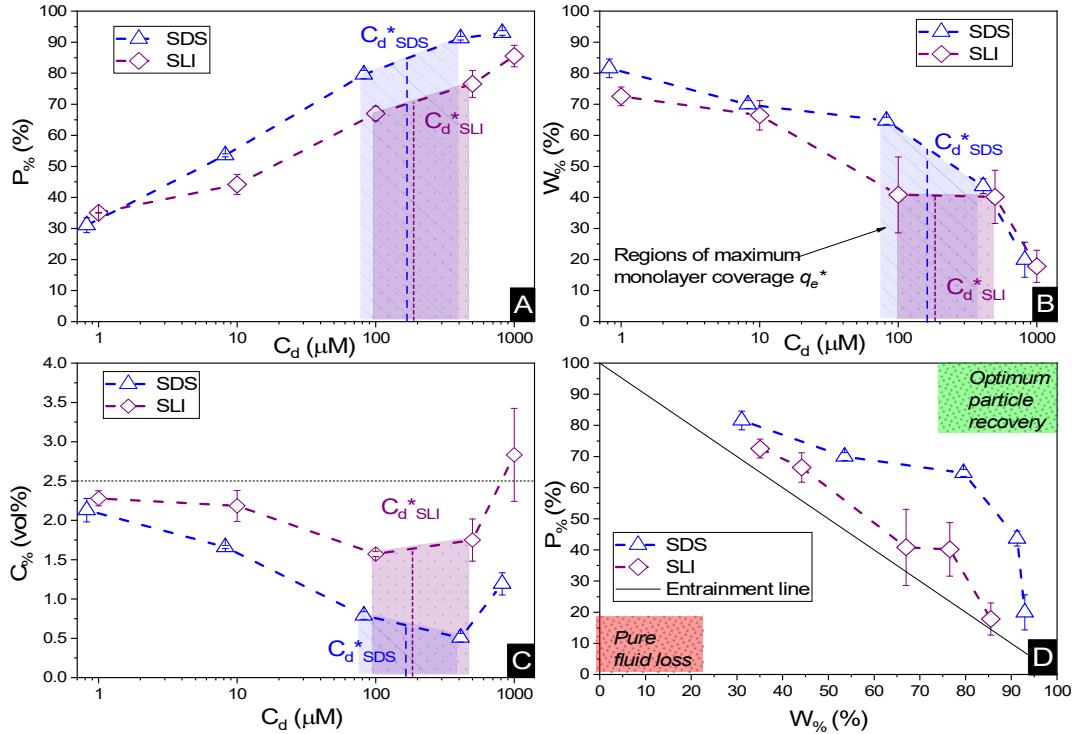 100
90
80
70
60
50
40
30
20
10
0
P% (%)
SDS
SLI
Cd*SDS
Cd*SLI
A
1
10
100
1000
Cd (μM)
100
90
80
70
60
50
40
30
20
10
0
W% (%)
SDS
SLI
Cd*SDS
Regions of maximum
monolayer coverage qe*
Cd*SLI
B
1
10
100
1000
Cd (μM)
4.0
3.5
3.0
2.5
2.0
1.5
1.0
0.5
0.0
C% (vol%)
SDS
SLI
Cd*SLI
Cd*SDS
C
1
10
100
1000
Cd (μM)
100
90
80
70
60
50
40
30
20
10
0
P% (%)
Optimum
particle
recovery
SDS
SLI
Entrainment line
Pure
fluid loss
D
0
10
20
30
40
50
60
70
80
90
100
W% (%)